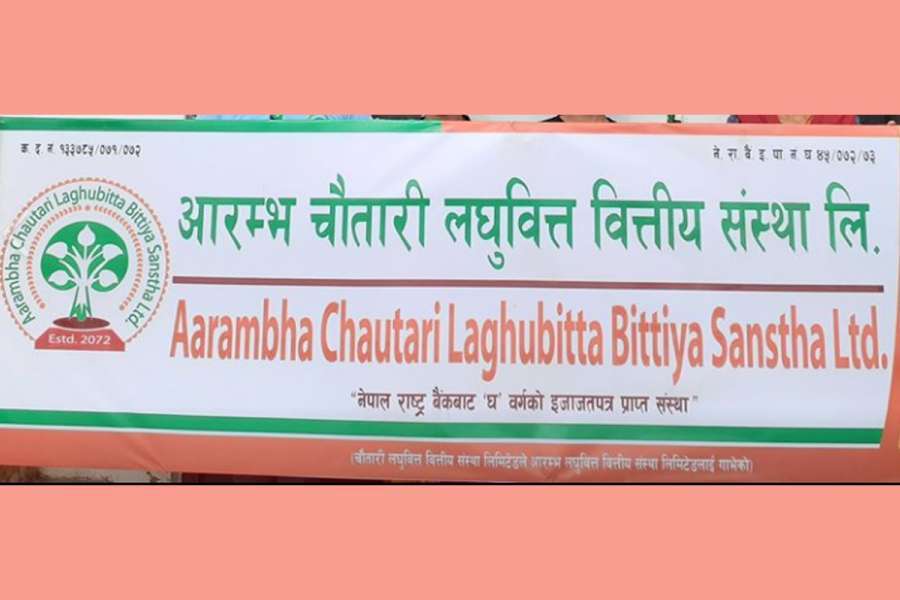 क. द. नं. १३३७८५/०७१/०७२
ने. रा. बै. इ. पा. नं. घ ४५/०७२/७३
Aarambha Chautari Laghubitta Bittiya Sanstha Ltd.
Estd. 2072
आरम्भ चौतारी लघुवित्त वित्तीय संस्था लि.
Aarambha Chautari Laghubitta Bittiya Sanstha Ltd.
"नेपाल राष्ट्र बैंकबाट 'घ' वर्गको इजाजतपत्र प्राप्त संस्था"
(चौतारी लघुवित्त वित्तीय संस्था लिमिटेडले आरम्भ लघुवित्त वित्तीय संस्था लिमिटेडलाई गाभेको)